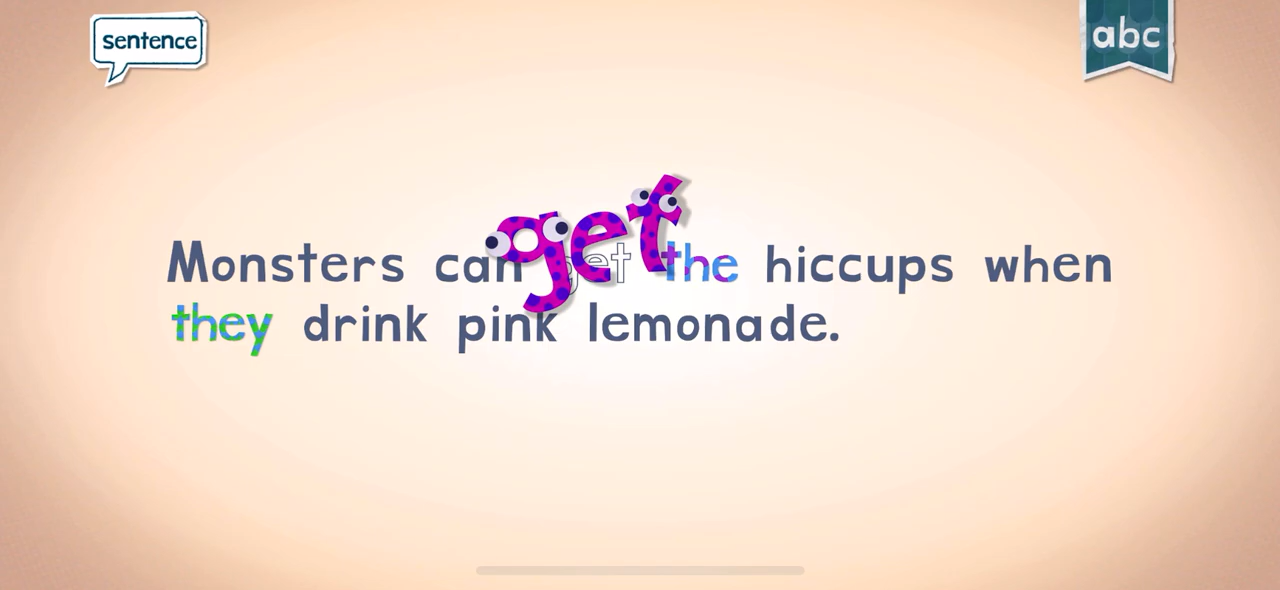 sentence
abc
Monsters can get the hiccups when
they drink pink lemonade.